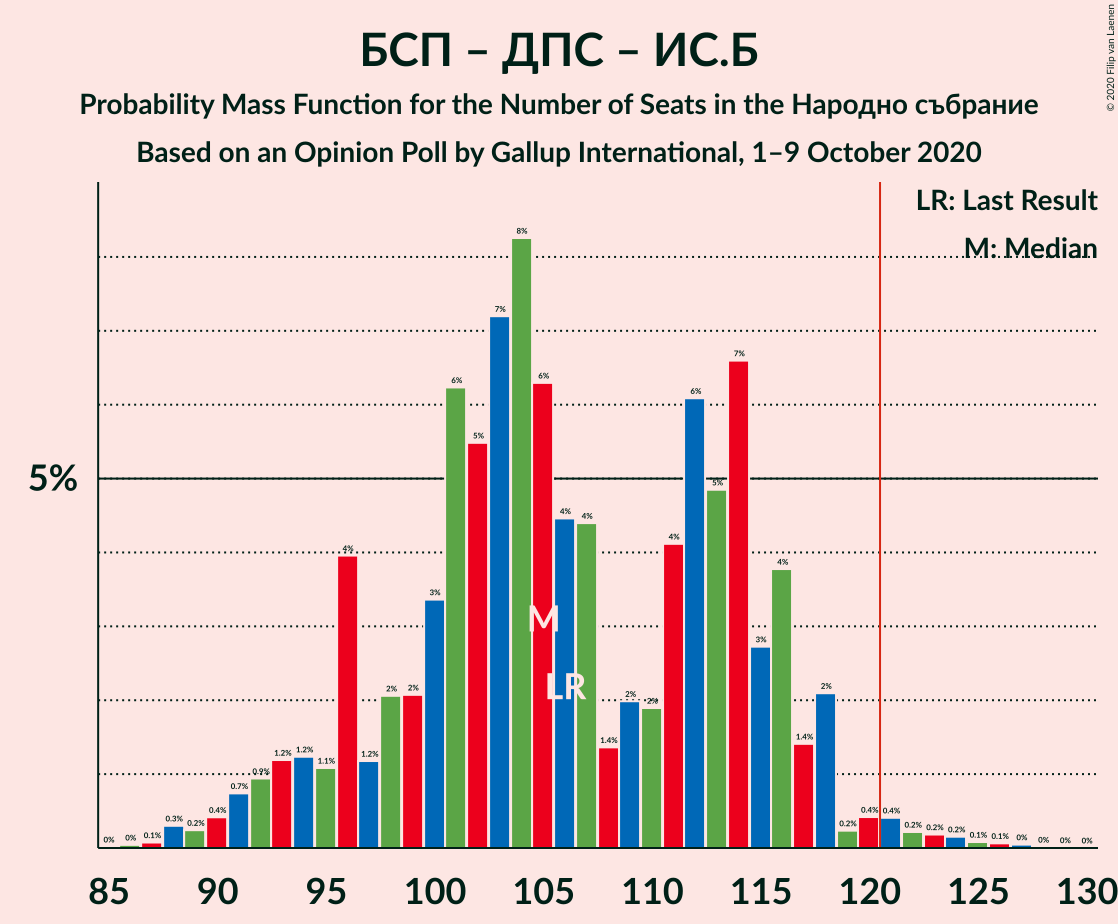 БСП – ДПС – ИС.Б
Probability Mass Function for the Number of Seats in the Народно събрание
Based on an Opinion Poll by Gallup International, 1–9 October 2020
© 2020 Filip van Laenen
LR: Last Result
M: Median
5%
0% 0% 0.1% 0.3% 0.2% 0.4% 0.7% 0.9% 1.2% 1.2% 1.1% 4% 1.2% 2% 2% 3% 6% 5% 7% 8% 6% 4% 4% 1.4% 2% 2% 4% 6% 5% 7% 3% 4% 1.4% 2% 0.2% 0.4% 0.4% 0.2% 0.2% 0.2% 0.1% 0.1% 0% 0% 0% 0%
M
LR
85 90 95 100 105 110 115 120 125 130